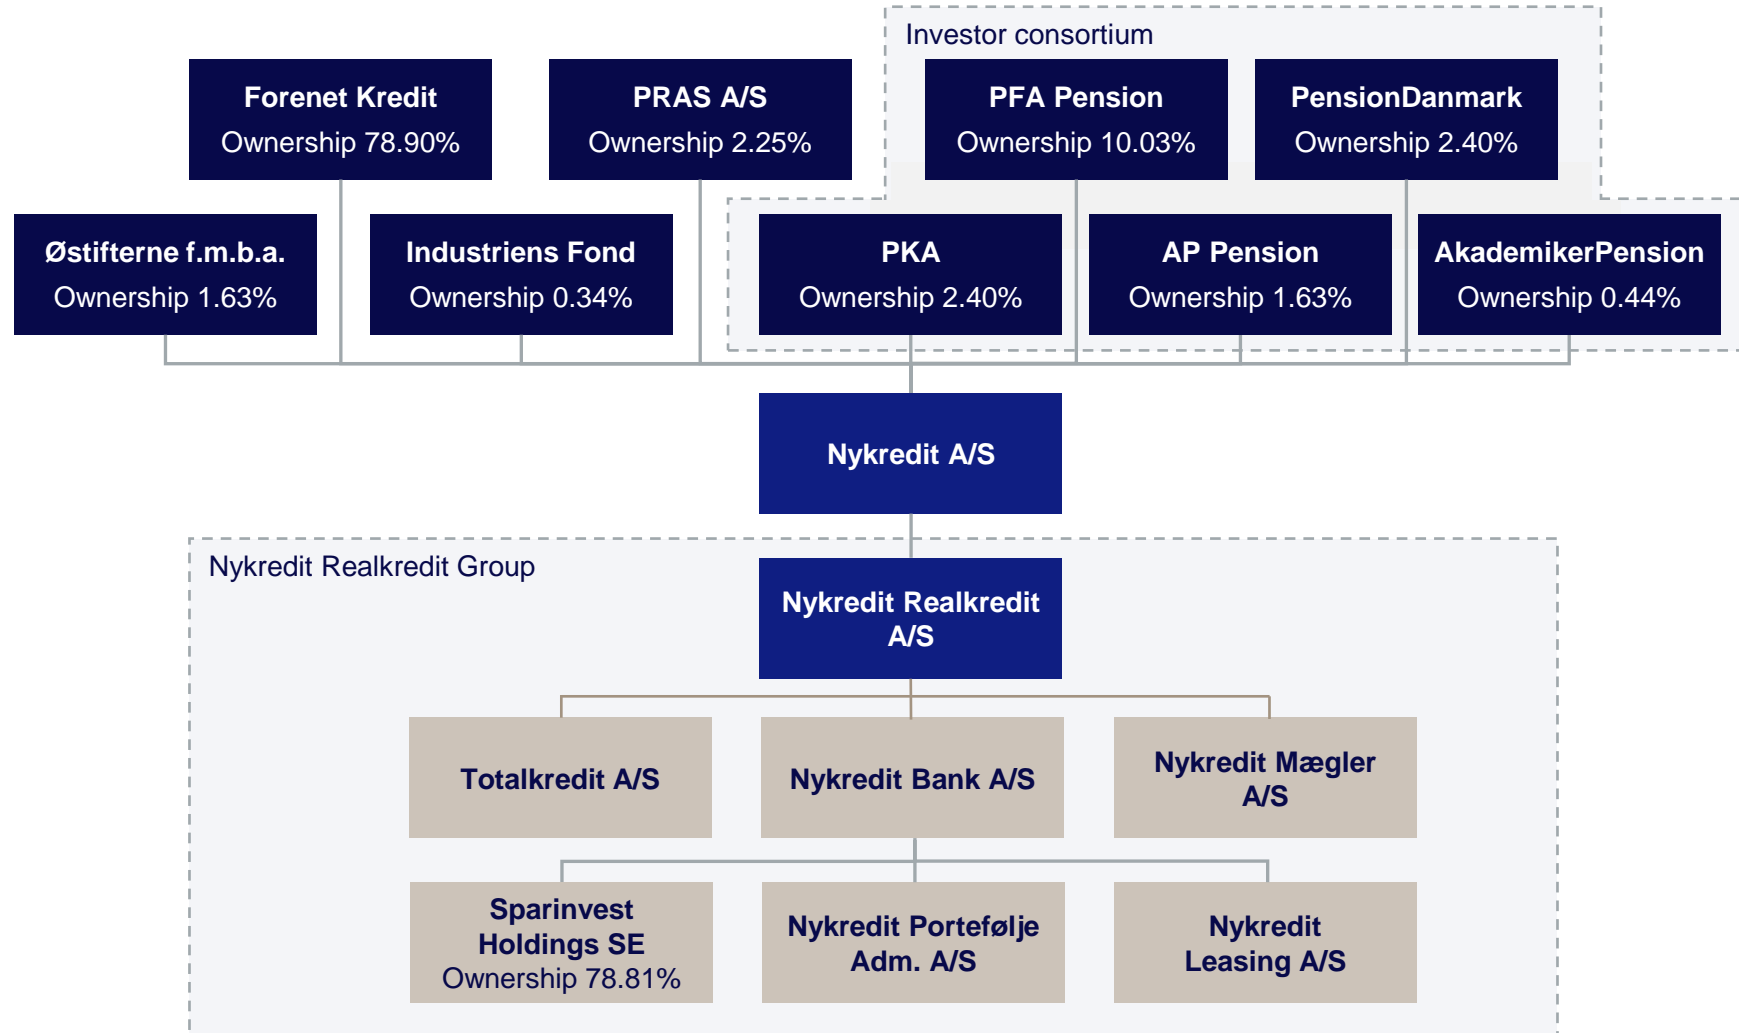 Investor consortium
Forenet Kredit
Ownership 78.90%
PRAS A/S
Ownership 2.25%
PFA Pension
Ownership 10.03%
PensionDanmark
Ownership 2.40%
Østifterne f.m.b.a.
Ownership 1.63%
Industriens Fond
Ownership 0.34%
PKA
Ownership 2.40%
AP Pension
Ownership 1.63%
AkademikerPension
Ownership 0.44%
Nykredit A/S
Nykredit Realkredit Group
Nykredit Realkredit
A/S
Totalkredit A/S
Nykredit Bank A/S
Nykredit Mægler
A/S
Sparinvest
Holdings SE
Ownership 78.81%
Nykredit Portefølje
Adm. A/S
Nykredit
Leasing A/S